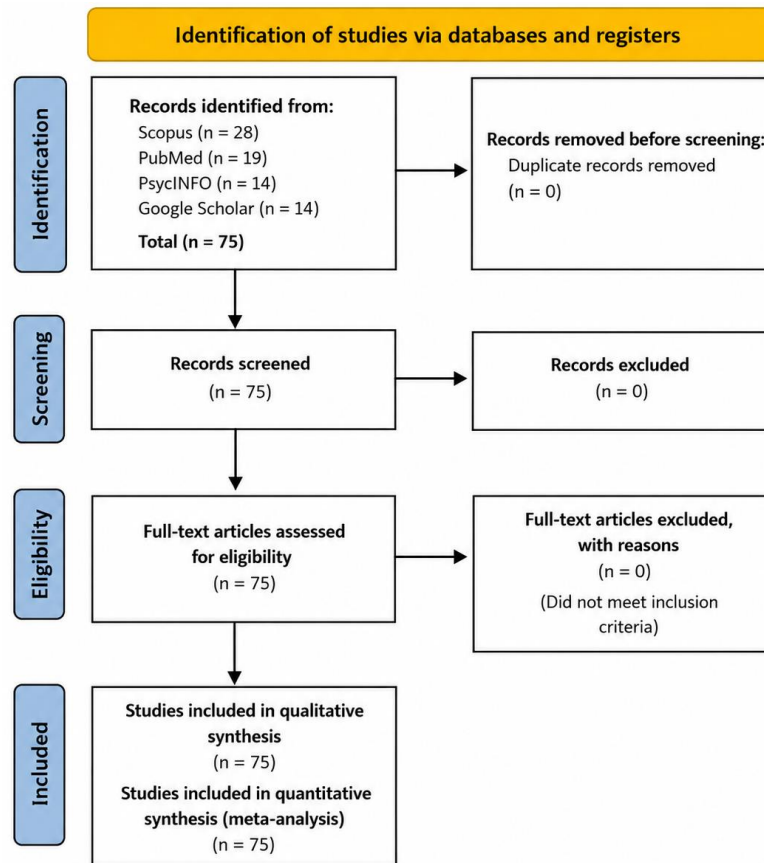 Identification of studies via databases and registers
Identification
Records identified from:
Scopus (n = 28)
PubMed (n = 19)
PsycINFO (n = 14)
Google Scholar (n = 14)
Total (n = 75)
Records removed before screening:
Duplicate records removed
(n = 0)
Screening
Records screened
(n = 75)
Records excluded
(n = 0)
Eligibility
Full-text articles assessed
for eligibility
(n = 75)
Full-text articles excluded,
with reasons
(n = 0)
(Did not meet inclusion
criteria)
Included
Studies included in qualitative
synthesis
(n = 75)
Studies included in quantitative
synthesis (meta-analysis)
(n = 75)